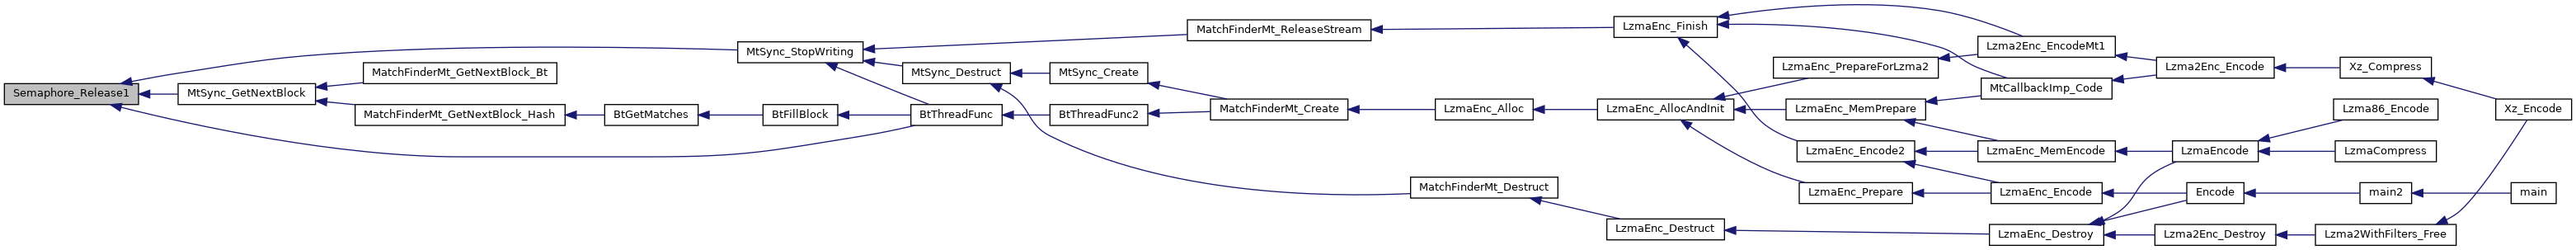 Semaphore_Release1
MtSync_StopWriting
MtSync_GetNextBlock
MatchFinderMt_GetNextBlock_Bt
MatchFinderMt_GetNextBlock_Hash
BtGetMatches
BtFillBlock
MtSync_Destruct
BtThreadFunc
MtSync_Create
BtThreadFunc2
MatchFinderMt_ReleaseStream
MatchFinderMt_Create
MatchFinderMt_Destruct
LzmaEnc_Alloc
LzmaEnc_Finish
LzmaEnc_AllocAndInit
LzmaEnc_Destruct
LzmaEnc_PrepareForLzma2
LzmaEnc_MemPrepare
LzmaEnc_Encode2
LzmaEnc_Prepare
Lzma2Enc_EncodeMt1
MtCallbackImp_Code
LzmaEnc_MemEncode
LzmaEnc_Encode
LzmaEnc_Destroy
Lzma2Enc_Encode
LzmaEncode
Encode
Lzma2Enc_Destroy
Xz_Compress
Lzma86_Encode
LzmaCompress
main2
Lzma2WithFilters_Free
Xz_Encode
main